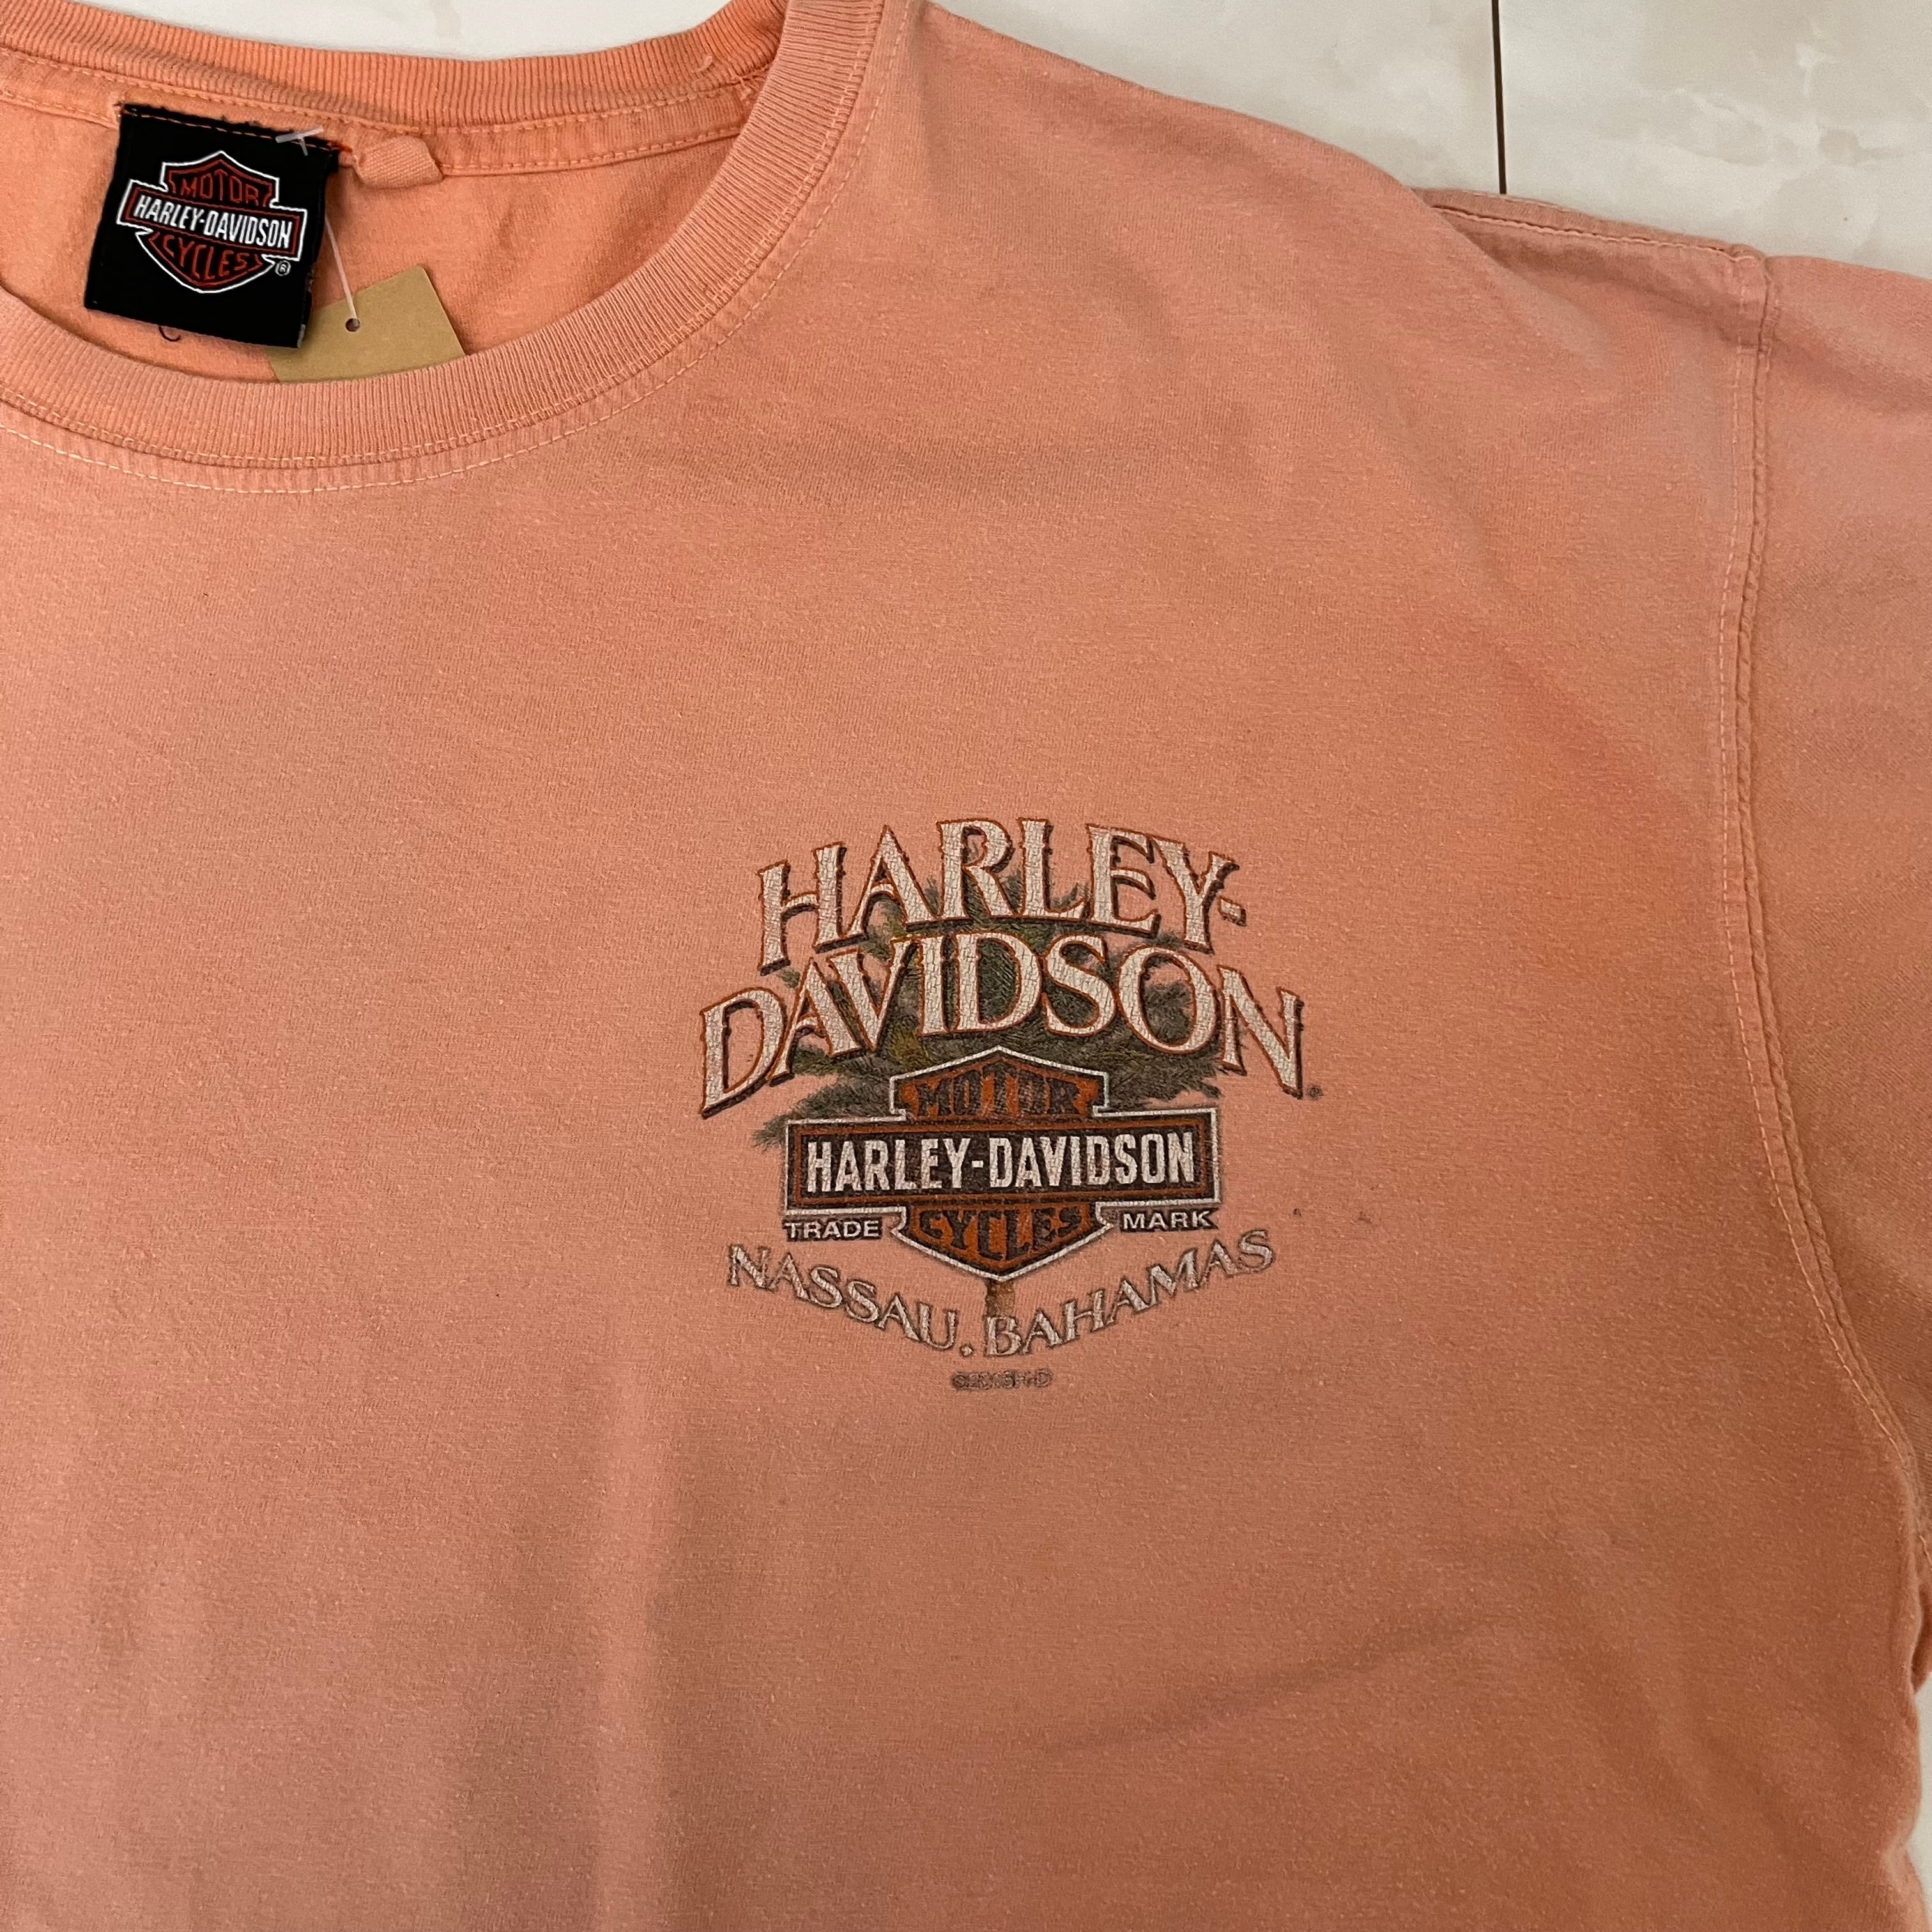 MOTOR
HARLEY-DAVIDSON
CYCLES
®
HARLEY-
DAVIDSON
MOTOR
HARLEY-DAVIDSON
TRADE CYCLES MARK
NASSAU, BAHAMAS